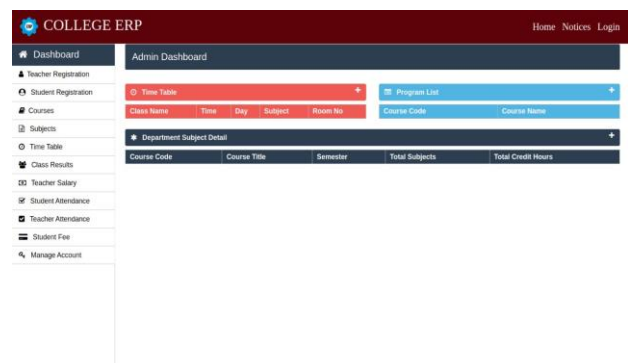 COLLEGE ERP
Home Notices Login
Dashboard
Teacher Registration
Student Registration
Courses
Subjects
Time Table
Class Results
Teacher Salary
Student Attendance
Teacher Attendance
Student Fee
Manage Account
Admin Dashboard
Time Table +
Class Name Time Day Subject Room No
Program List +
Course Code Course Name
Department Subject Detail +
Course Code Course Title Semester Total Subjects Total Credit Hours